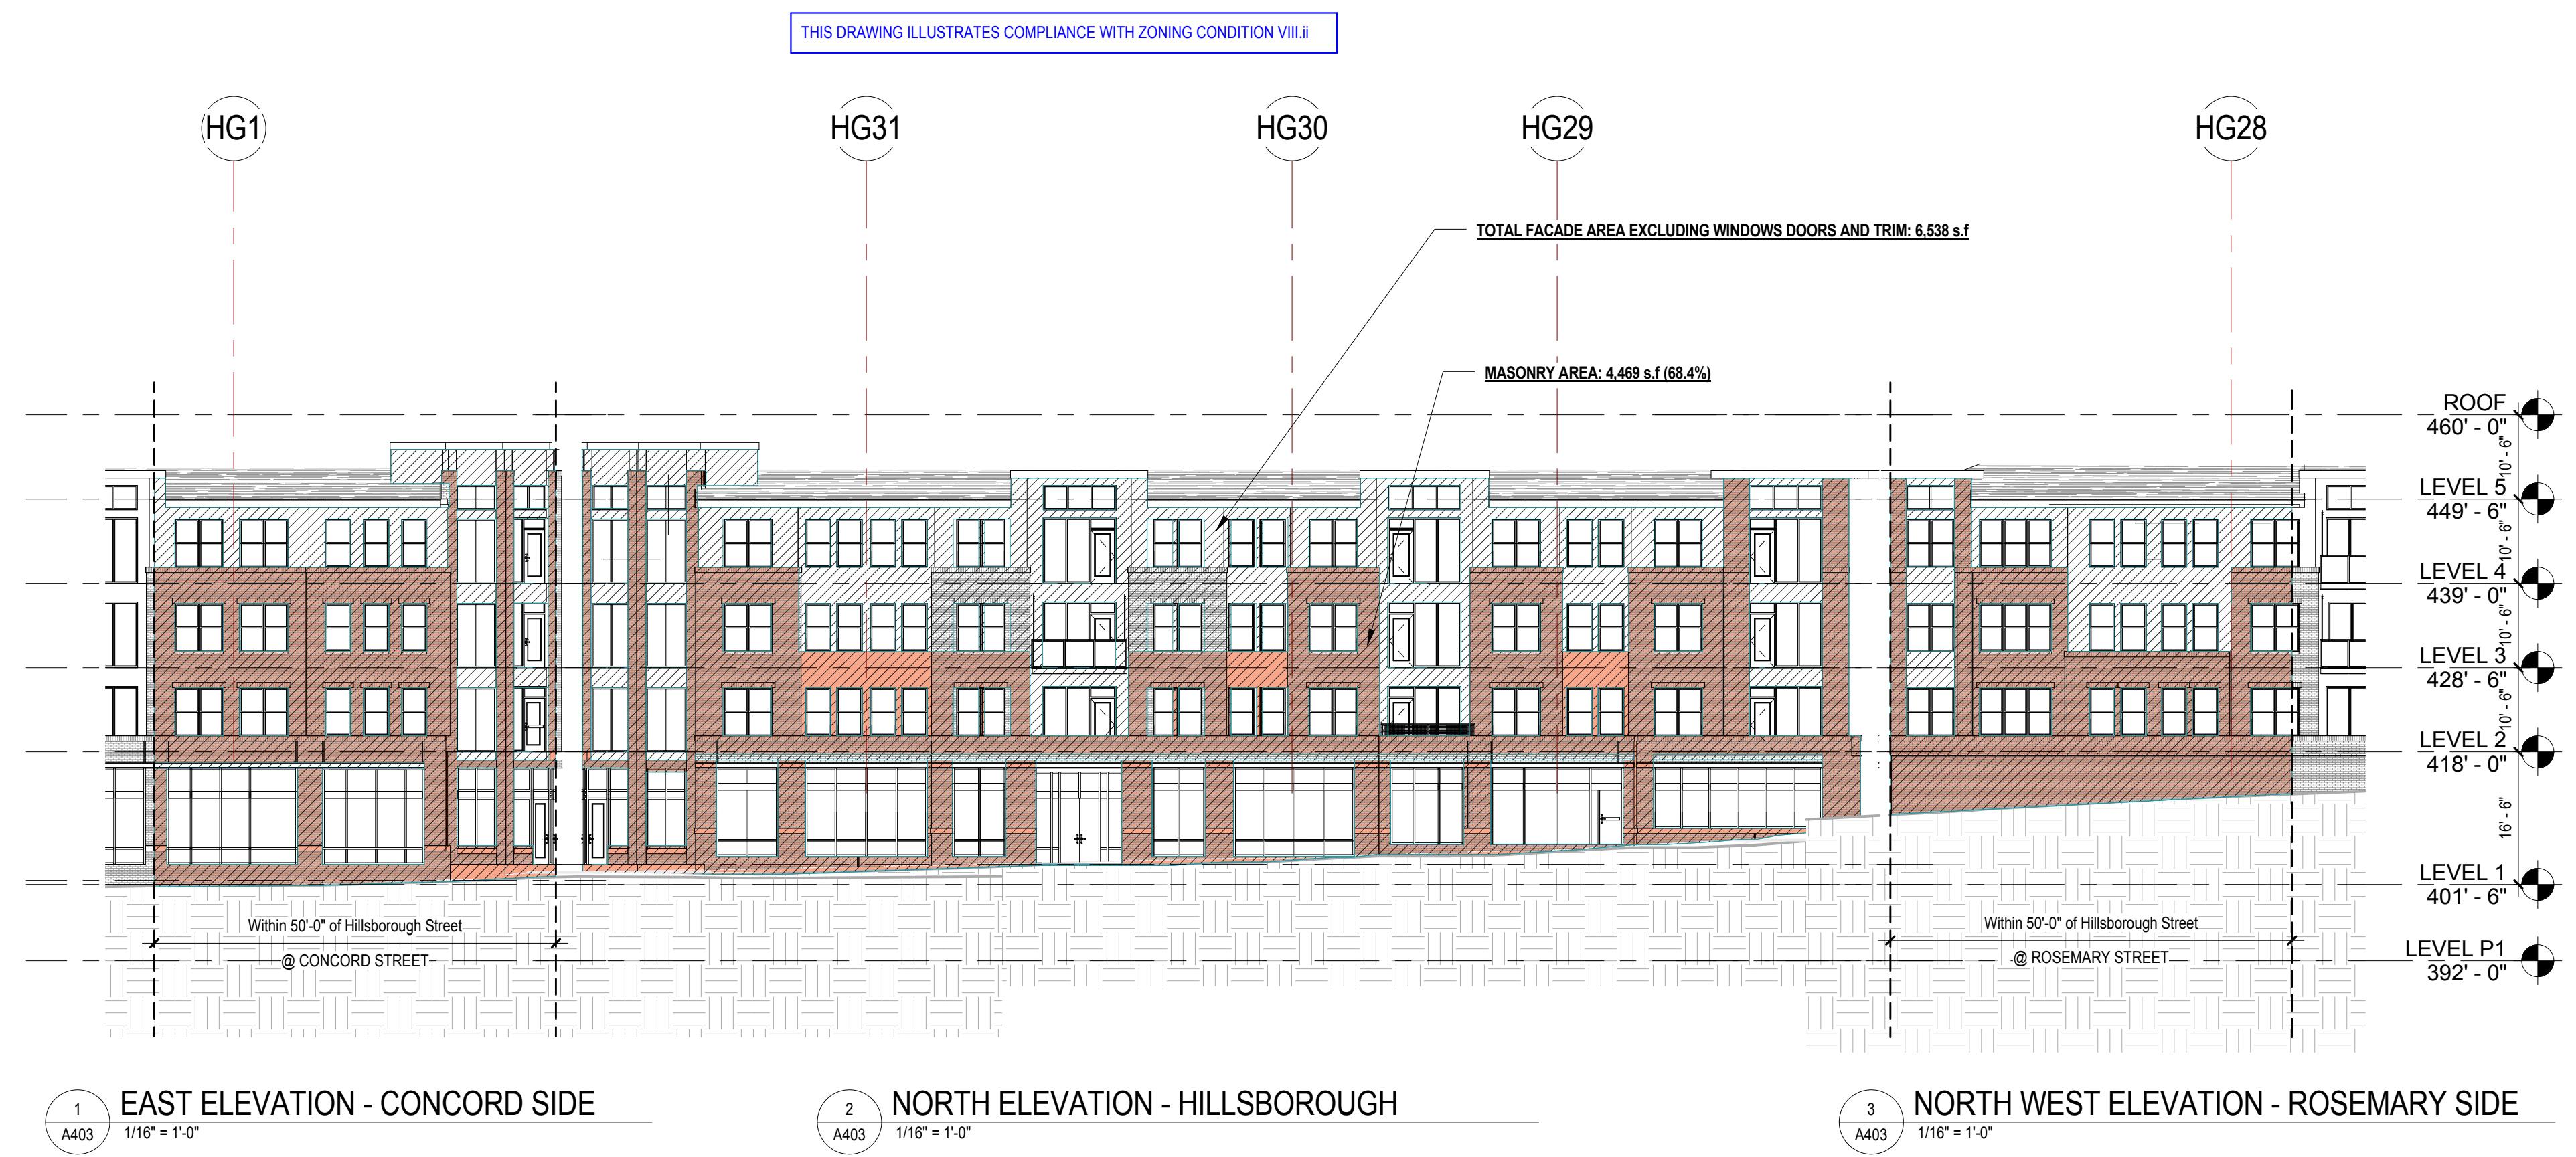 THIS DRAWING ILLUSTRATES COMPLIANCE WITH ZONING CONDITION VIII.ii
HG1
HG31
HG30
HG29
HG28
TOTAL FACADE AREA EXCLUDING WINDOWS DOORS AND TRIM: 6,538 s.f
MASONRY AREA: 4,469 s.f (68.4%)
ROOF
460' - 0"
10' - 6"
LEVEL 5
449' - 6"
10' - 6"
LEVEL 4
439' - 0"
10' - 6"
LEVEL 3
428' - 6"
10' - 6"
LEVEL 2
418' - 0"
16' - 6"
LEVEL 1
401' - 6"
LEVEL P1
392' - 0"
Within 50'-0" of Hillsborough Street
@ CONCORD STREET
Within 50'-0" of Hillsborough Street
@ ROSEMARY STREET
1
A403
EAST ELEVATION - CONCORD SIDE
1/16" = 1'-0"
2
A403
NORTH ELEVATION - HILLSBOROUGH
1/16" = 1'-0"
3
A403
NORTH WEST ELEVATION - ROSEMARY SIDE
1/16" = 1'-0"